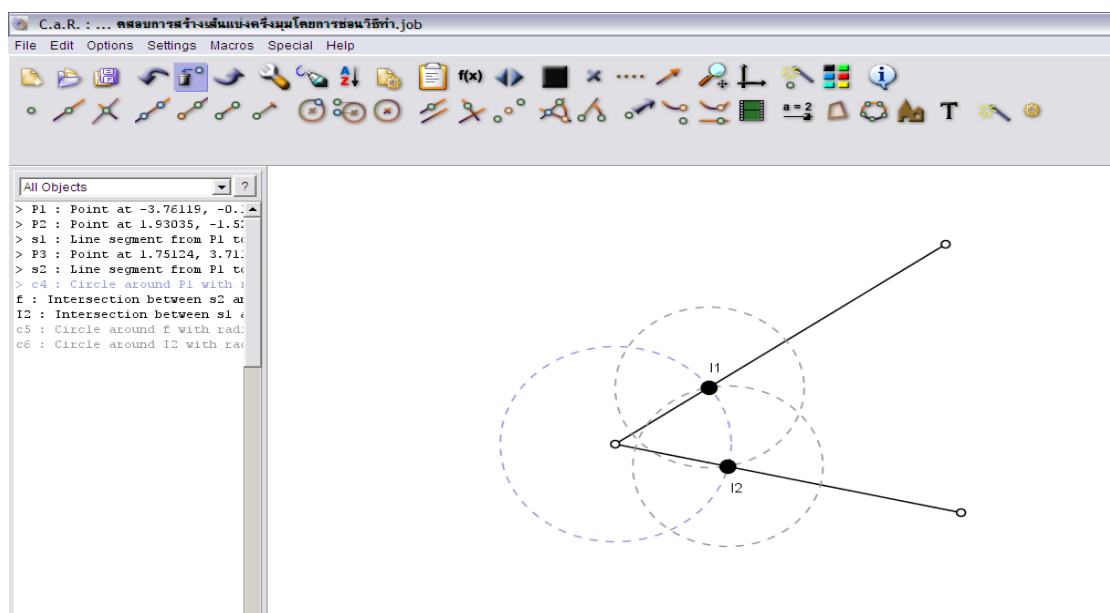 C.a.R. : ... ดสอบการสร้างเส้นแบ่งครึ่งมุมโดยการซ่อนวิธีทำ.job
File Edit Options Settings Macros Special Help
f(x)
a = 2
T
All Objects
?
> P1 : Point at -3.76119, -0.
> P2 : Point at 1.93035, -1.5
> s1 : Line segment from P1 to
> P3 : Point at 1.75124, 3.71
> s2 : Line segment from P1 to
> c4 : Circle around P1 with
f : Intersection between s2 an
I2 : Intersection between s1
c5 : Circle around f with radi
c6 : Circle around I2 with rad
I1
I2